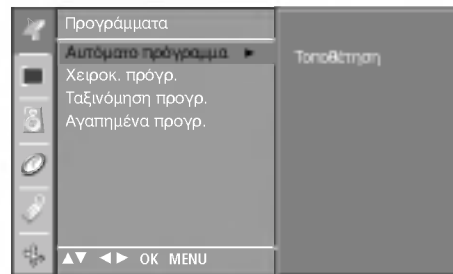 Προγράμματα
Αυτόματο πρόγραμμα ►
Τοποθέτηση
Χειροκ. πρόγρ.
Ταξινόμηση προγρ.
Αγαπημένα προγρ.
▲▼ ◄► OK MENU